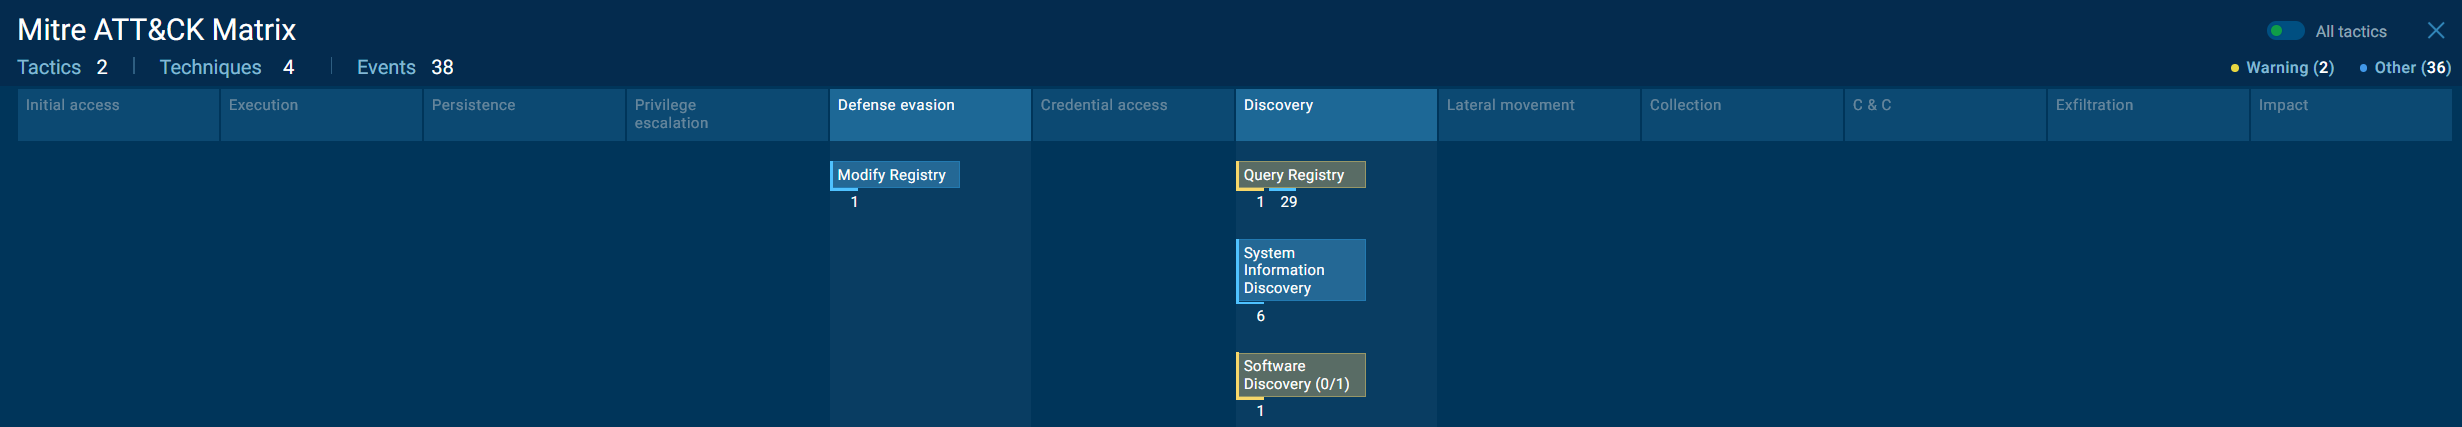 Mitre ATT&CK Matrix
All tactics
Tactics 2 | Techniques 4 | Events 38
Warning (2) Other (36)
Initial access
Execution
Persistence
Privilege
escalation
Defense evasion
Credential access
Discovery
Lateral movement
Collection
C & C
Exfiltration
Impact
Modify Registry
1
Query Registry
1 29
System
Information
Discovery
6
Software
Discovery (0/1)
1